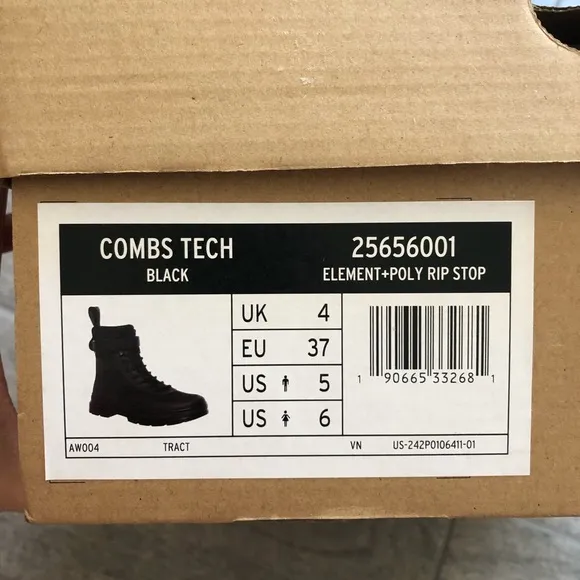 COMBS TECH
BLACK
25656001
ELEMENT+POLY RIP STOP
UK 4
EU 37
US 5
US 6
1 90665 33268 1
AW004 TRACT VN US-242P0106411-01